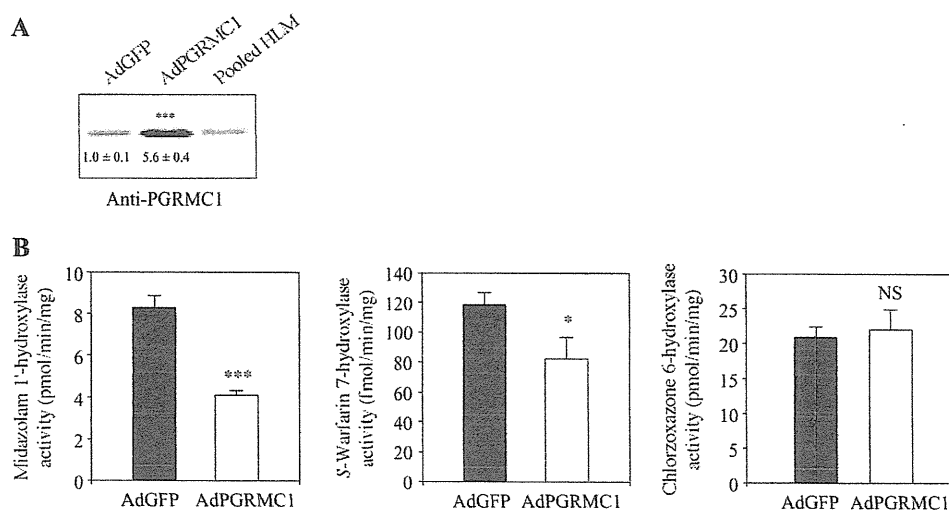 A
AdGFP AdPGRMC1 Pooled HLM
***
1.0 ± 0.1 5.6 ± 0.4
Anti-PGRMC1
B
Midazolam 1'-hydroxylase
activity (pmol/min/mg)
10
8
6
4
2
0
***
AdGFP AdPGRMC1
S-Warfarin 7-hydroxylase
activity (fmol/min/mg)
140
120
100
80
60
40
20
0
*
AdGFP AdPGRMC1
Chlorzoxazone 6-hydroxylase
activity (pmol/min/mg)
30
25
20
15
10
5
0
NS
AdGFP AdPGRMC1